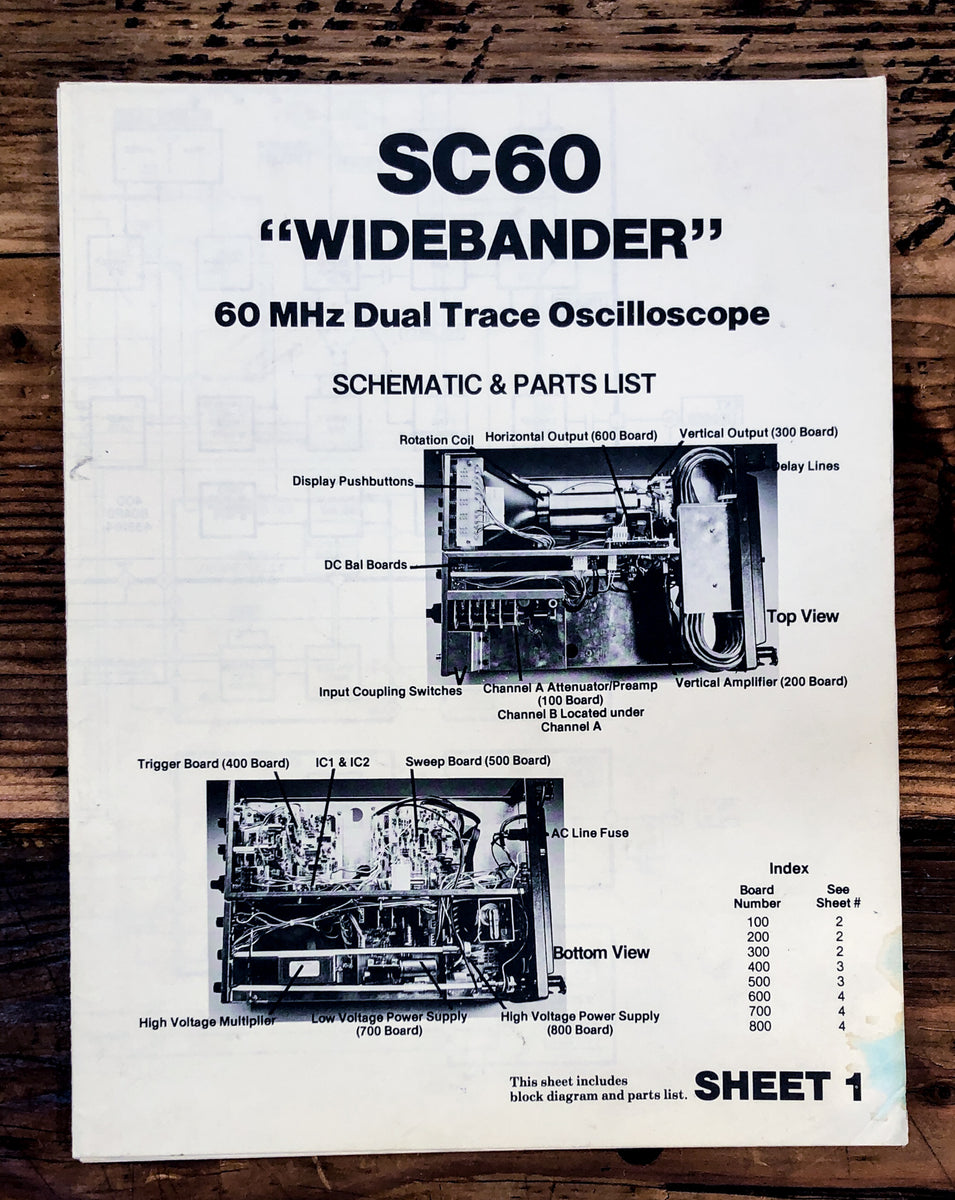 SC60
“WIDEBANDER”
60 MHz Dual Trace Oscilloscope
SCHEMATIC & PARTS LIST
Rotation Coil
Horizontal Output (600 Board)
Vertical Output (300 Board)
Delay Lines
Display Pushbuttons
DC Bal Boards
Top View
Input Coupling Switches
Channel A Attenuator/Preamp
(100 Board)
Channel B Located under
Channel A
Vertical Amplifier (200 Board)
Trigger Board (400 Board)
IC1 & IC2
Sweep Board (500 Board)
AC Line Fuse
Bottom View
High Voltage Multiplier
Low Voltage Power Supply
(700 Board)
High Voltage Power Supply
(800 Board)
Index
Board Number See Sheet #
100 2
200 2
300 2
400 3
500 3
600 4
700 4
800 4
This sheet includes
block diagram and parts list.
SHEET 1